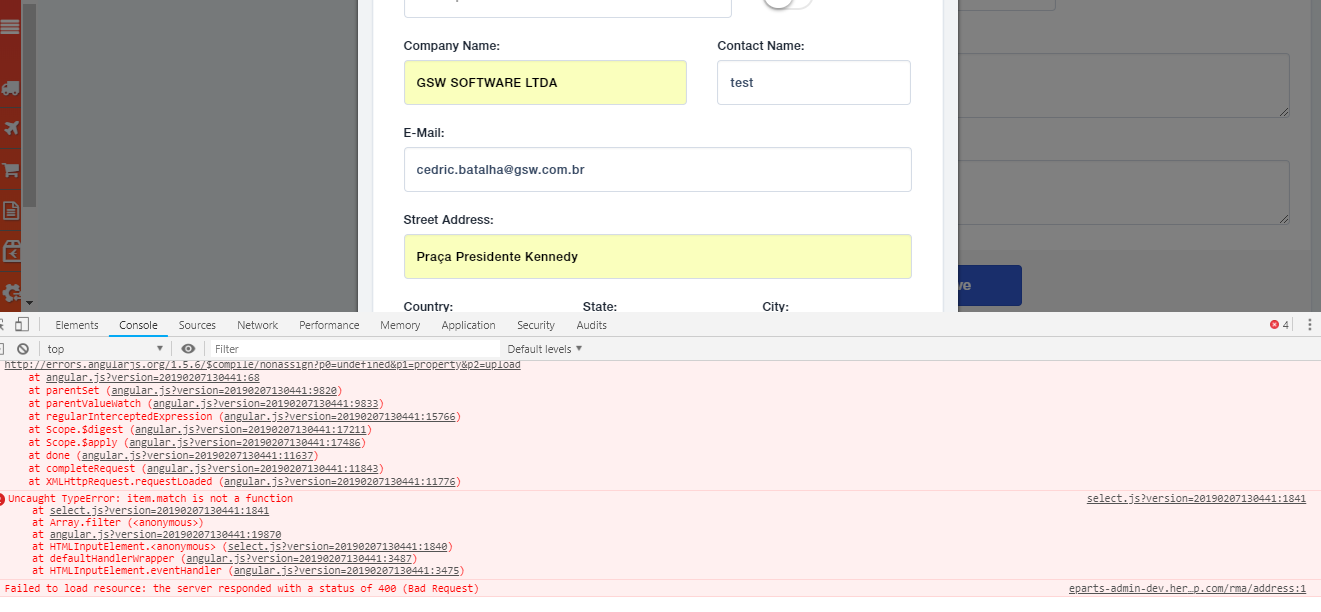 Company Name: Contact Name:
GSW SOFTWARE LTDA test
E-Mail:
cedric.batalha@gsw.com.br
Street Address:
Praça Presidente Kennedy
Country: State: City:
ve
Elements Console Sources Network Performance Memory Application Security Audits 4
top Filter Default levels
http://errors.angularjs.org/1.5.6/$compile/nonassign?p0=undefined&p1=property&p2=upload
at angular.js?version=20190207130441:68
at parentSet (angular.js?version=20190207130441:9820)
at parentValueWatch (angular.js?version=20190207130441:9833)
at regularInterceptedExpression (angular.js?version=20190207130441:15766)
at Scope.$digest (angular.js?version=20190207130441:17211)
at Scope.$apply (angular.js?version=20190207130441:17486)
at done (angular.js?version=20190207130441:11637)
at completeRequest (angular.js?version=20190207130441:11843)
at XMLHttpRequest.requestLoaded (angular.js?version=20190207130441:11776)
Uncaught TypeError: item.match is not a function select.js?version=20190207130441:1841
at select.js?version=20190207130441:1841
at Array.filter (<anonymous>)
at angular.js?version=20190207130441:19870
at HTMLInputElement.<anonymous> (select.js?version=20190207130441:1840)
at defaultHandlerWrapper (angular.js?version=20190207130441:3487)
at HTMLInputElement.eventHandler (angular.js?version=20190207130441:3475)
Failed to load resource: the server responded with a status of 400 (Bad Request) eparts-admin-dev.her…p.com/rma/address:1